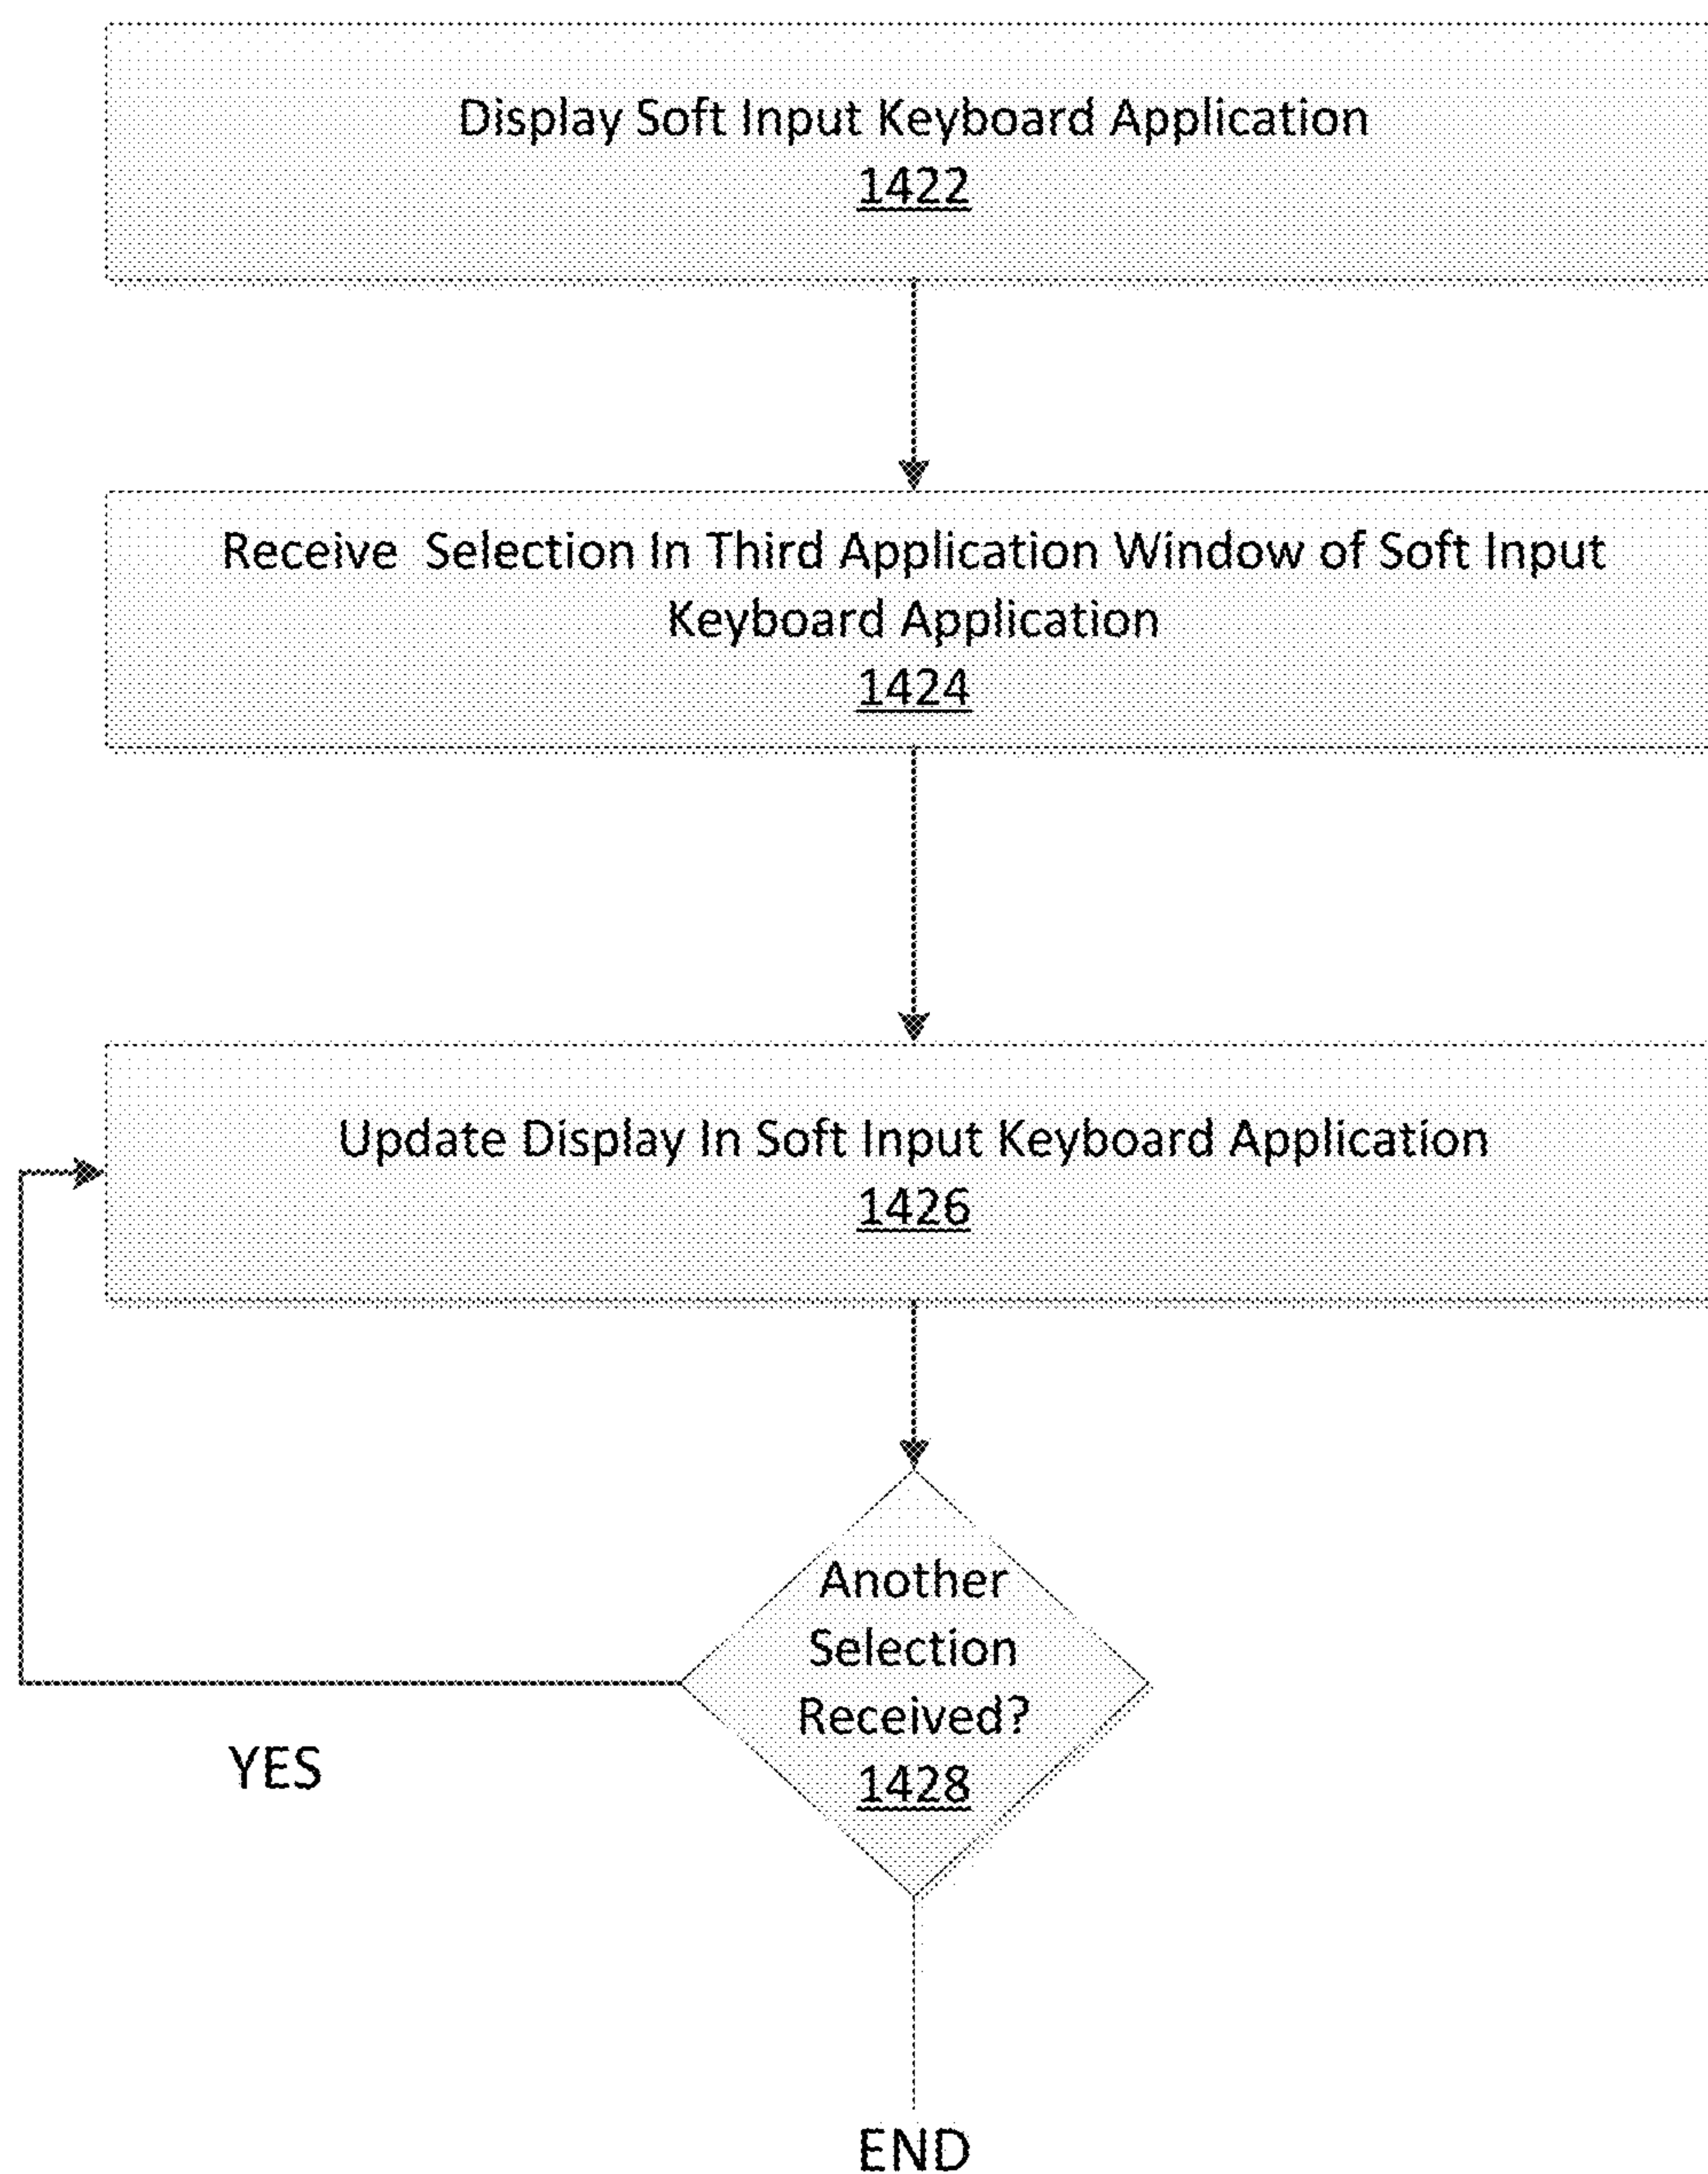 Display Soft Input Keyboard Application
1422
Receive Selection In Third Application Window of Soft Input
Keyboard Application
1424
Update Display In Soft Input Keyboard Application
1426
Another
Selection
Received?
1428
YES
END